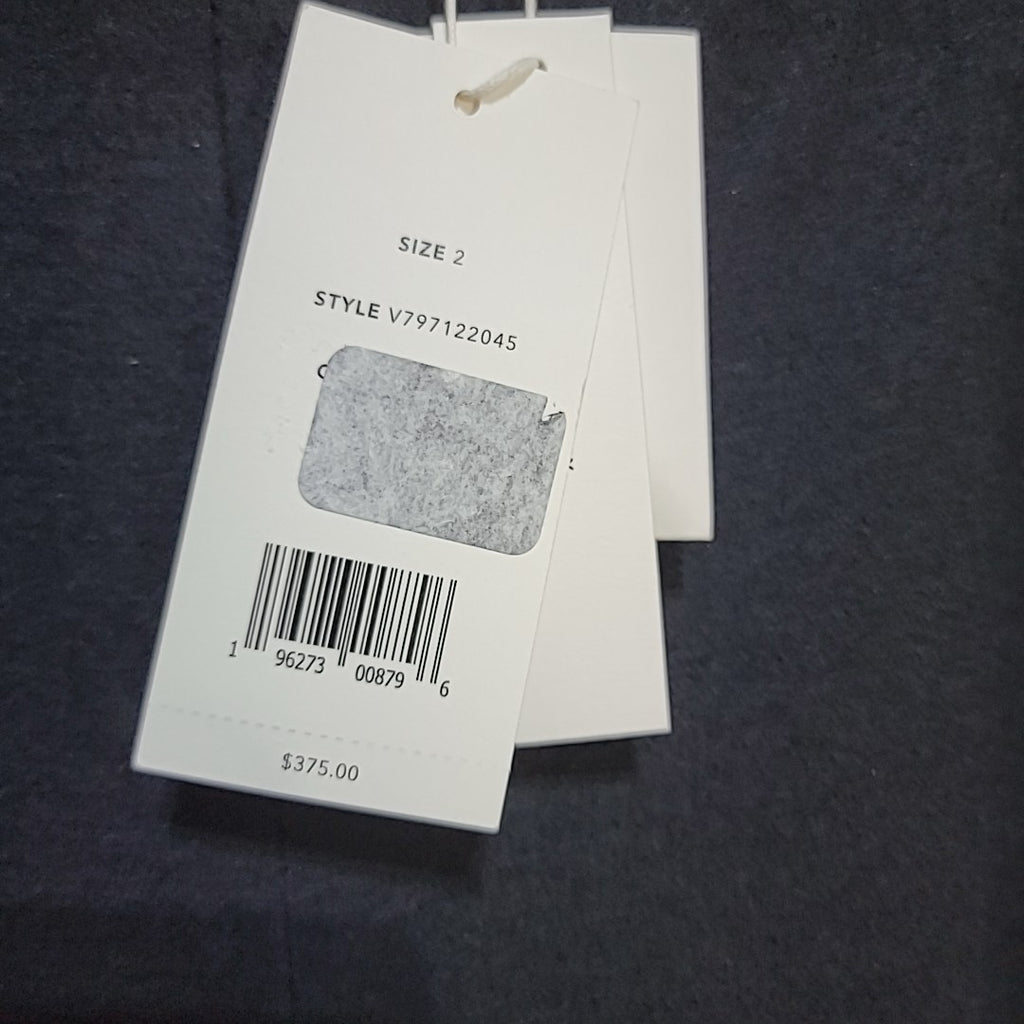 SIZE 2
STYLE V797122045
1 96273 00879 6
$375.00